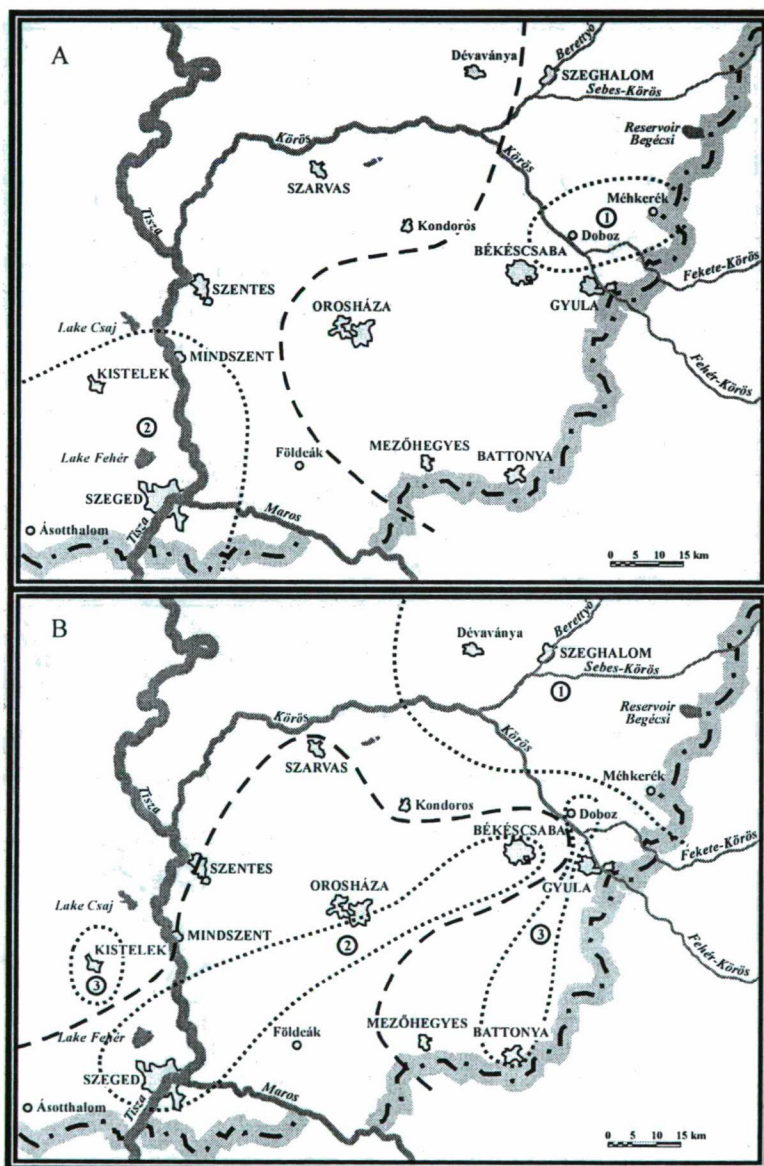 A
Dévaványa
Berettyó
SZEGHALOM
Sebes-Körös
Reservoir
Begécsi
Körös
Körös
SZARVAS
Méhkerék
1
Tisza
Kondoros
Doboz
BÉKÉSCSABA
Fekete-Körös
SZENTES
GYULA
OROSHÁZA
Lake Csaj
MINDSZENT
KISTELEK
Fehér-Körös
2
Lake Fehér
Földeák
MEZŐHEGYES
BATTONYA
SZEGED
Maros
Ásotthalom
Tisza
0 5 10 15 km
B
Dévaványa
Berettyó
SZEGHALOM
Sebes-Körös
1
Reservoir
Begécsi
Körös
Körös
SZARVAS
Méhkerék
Tisza
Kondoros
Doboz
BÉKÉSCSABA
Fekete-Körös
SZENTES
GYULA
OROSHÁZA
Lake Csaj
MINDSZENT
2
3
KISTELEK
3
Fehér-Körös
Lake Fehér
Földeák
MEZŐHEGYES
BATTONYA
SZEGED
Maros
Ásotthalom
Tisza
0 5 10 15 km